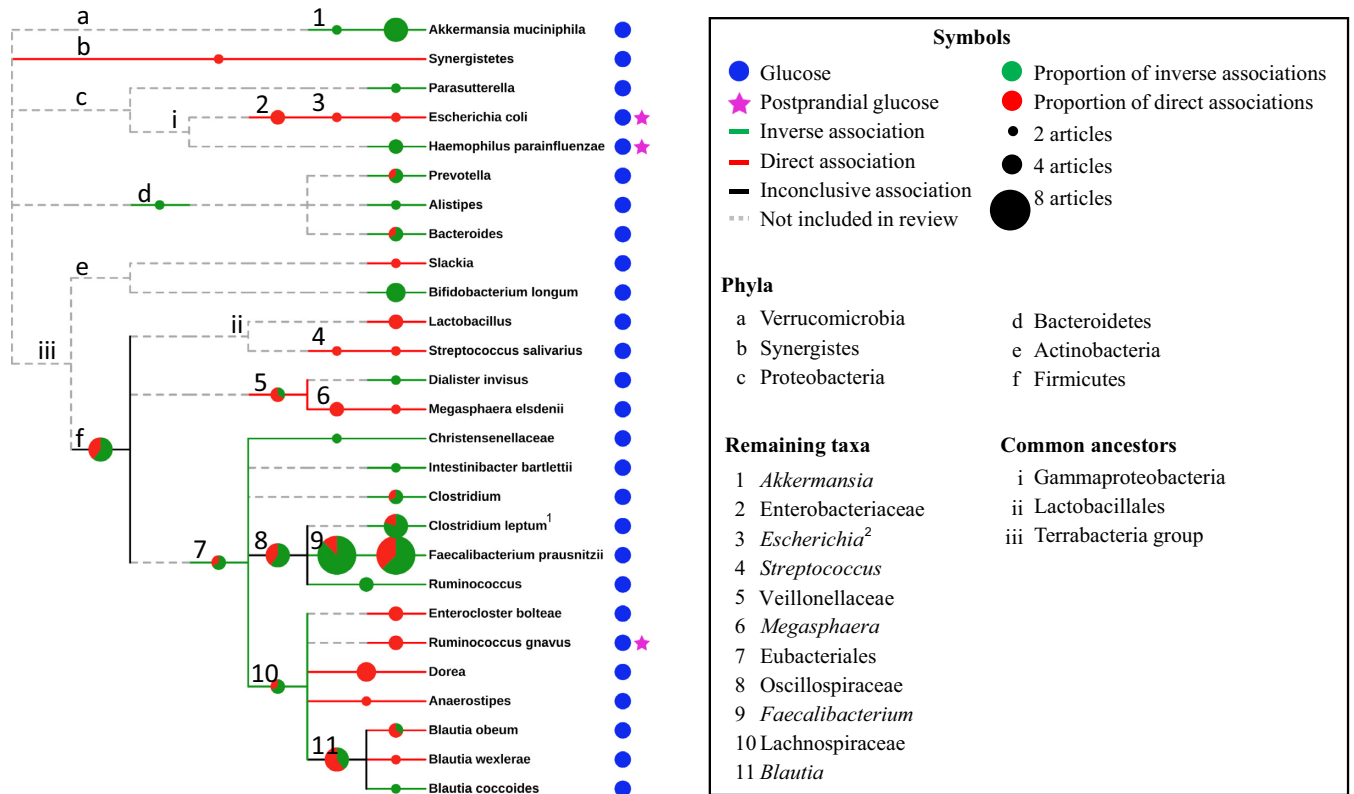 a
1
Akkermansia muciniphila
b
Synergistetes
Parasutterella
c
2
3
Escherichia coli
i
Haemophilus parainfluenzae
Prevotella
d
Alistipes
Bacteroides
Slackia
e
Bifidobacterium longum
Lactobacillus
ii
4
iii
Streptococcus salivarius
Dialister invisus
5
6
Megasphaera elsdenii
f
Christensenellaceae
Intestinibacter bartlettii
Clostridium
Clostridium leptum¹
7
8
9
Faecalibacterium prausnitzii
Ruminococcus
Enterocloster bolteae
Ruminococcus gnavus
10
Dorea
Anaerostipes
Blautia obeum
11
Blautia wexlerae
Blautia coccoides
Symbols
Glucose
Postprandial glucose
Inverse association
Direct association
Inconclusive association
Not included in review
Proportion of inverse associations
Proportion of direct associations
2 articles
4 articles
8 articles
Phyla
a Verrucomicrobia
b Synergistes
c Proteobacteria
d Bacteroidetes
e Actinobacteria
f Firmicutes
Remaining taxa
1 Akkermansia
2 Enterobacteriaceae
3 Escherichia²
4 Streptococcus
5 Veillonellaceae
6 Megasphaera
7 Eubacteriales
8 Oscillospiraceae
9 Faecalibacterium
10 Lachnospiraceae
11 Blautia
Common ancestors
i Gammaproteobacteria
ii Lactobacillales
iii Terrabacteria group